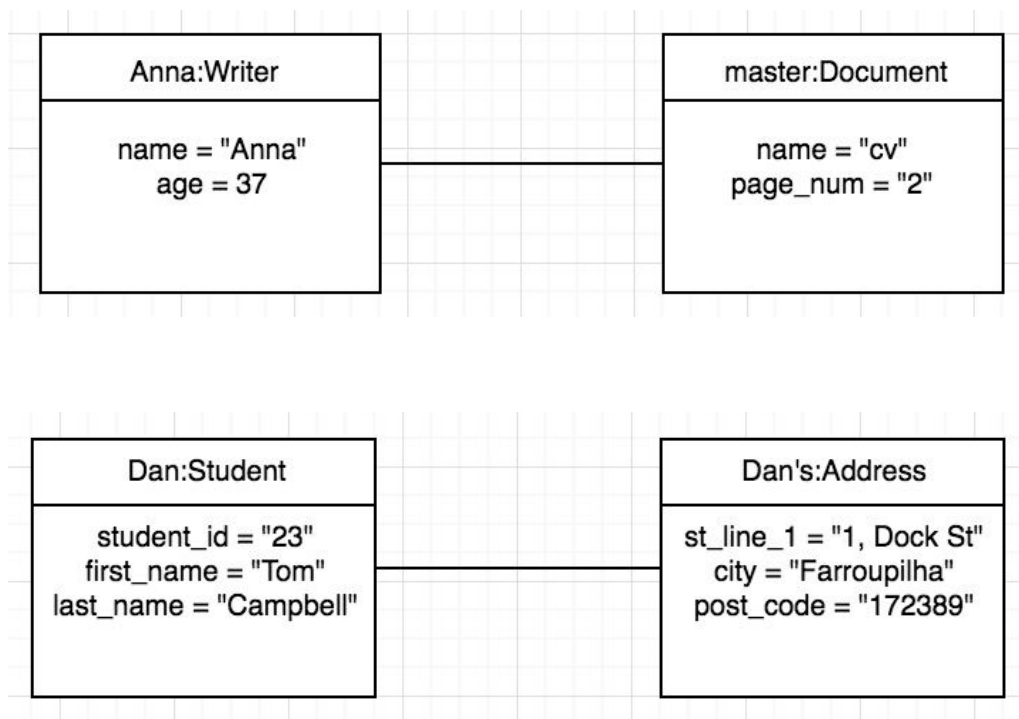 Anna:Writer
name = "Anna"
age = 37
master:Document
name = "cv"
page_num = "2"
Dan:Student
student_id = "23"
first_name = "Tom"
last_name = "Campbell"
Dan's:Address
st_line_1 = "1, Dock St"
city = "Farroupilha"
post_code = "172389"